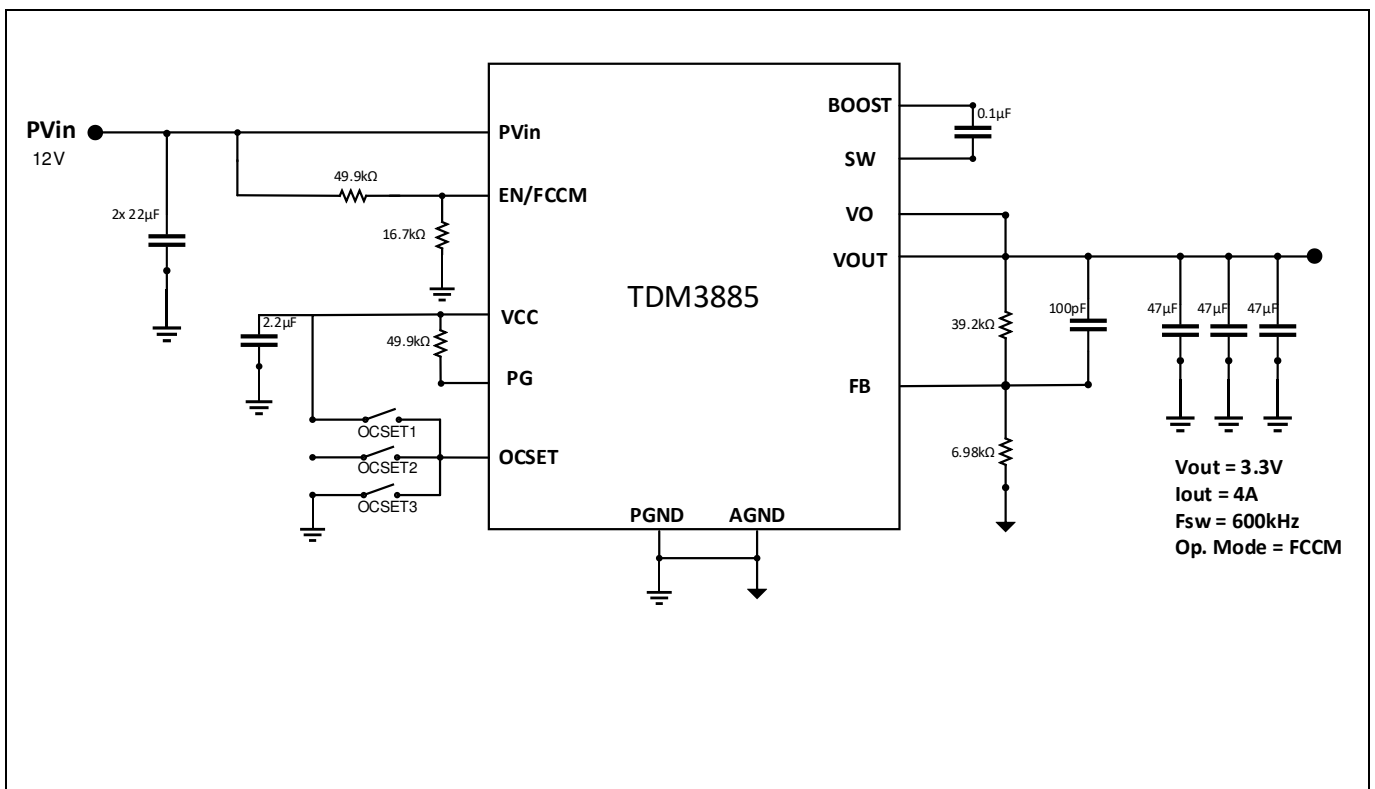 PVin
12V
2x 22µF
49.9kΩ
16.7kΩ
2.2µF
49.9kΩ
OCSET1
OCSET2
OCSET3
PVin
EN/FCCM
VCC
PG
OCSET
TDM3885
PGND
AGND
BOOST
SW
VO
VOUT
FB
0.1µF
39.2kΩ
100pF
47µF
47µF
47µF
6.98kΩ
Vout = 3.3V
Iout = 4A
Fsw = 600kHz
Op. Mode = FCCM